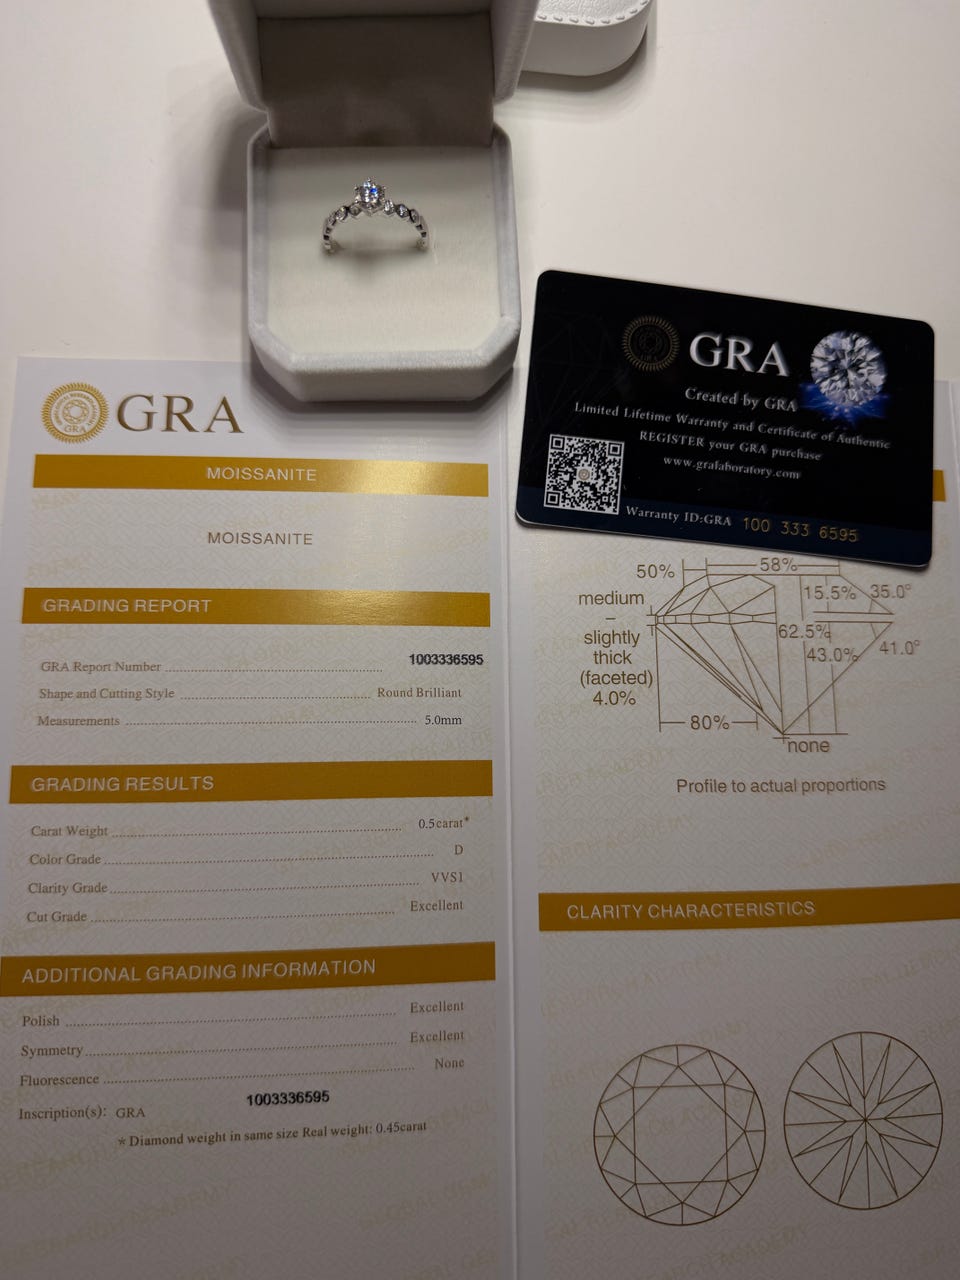 GRA
Created by GRA
Limited Lifetime Warranty and Certificate of Authentic
REGISTER your GRA purchase
www.gralaboratory.com
Warranty ID:GRA 100 333 6595
GRA
MOISSANITE
MOISSANITE
GRADING REPORT
GRA Report Number 1003336595
Shape and Cutting Style Round Brilliant
Measurements 5.0mm
GRADING RESULTS
Carat Weight 0.5carat*
Color Grade D
Clarity Grade VVS1
Cut Grade Excellent
ADDITIONAL GRADING INFORMATION
Polish Excellent
Symmetry Excellent
Fluorescence None
Inscription(s): GRA 1003336595
* Diamond weight in same size Real weight: 0.45carat
50% 58%
15.5% 35.0°
medium
–
slightly
thick
(faceted)
4.0%
62.5%
43.0% 41.0°
80%
none
Profile to actual proportions
CLARITY CHARACTERISTICS